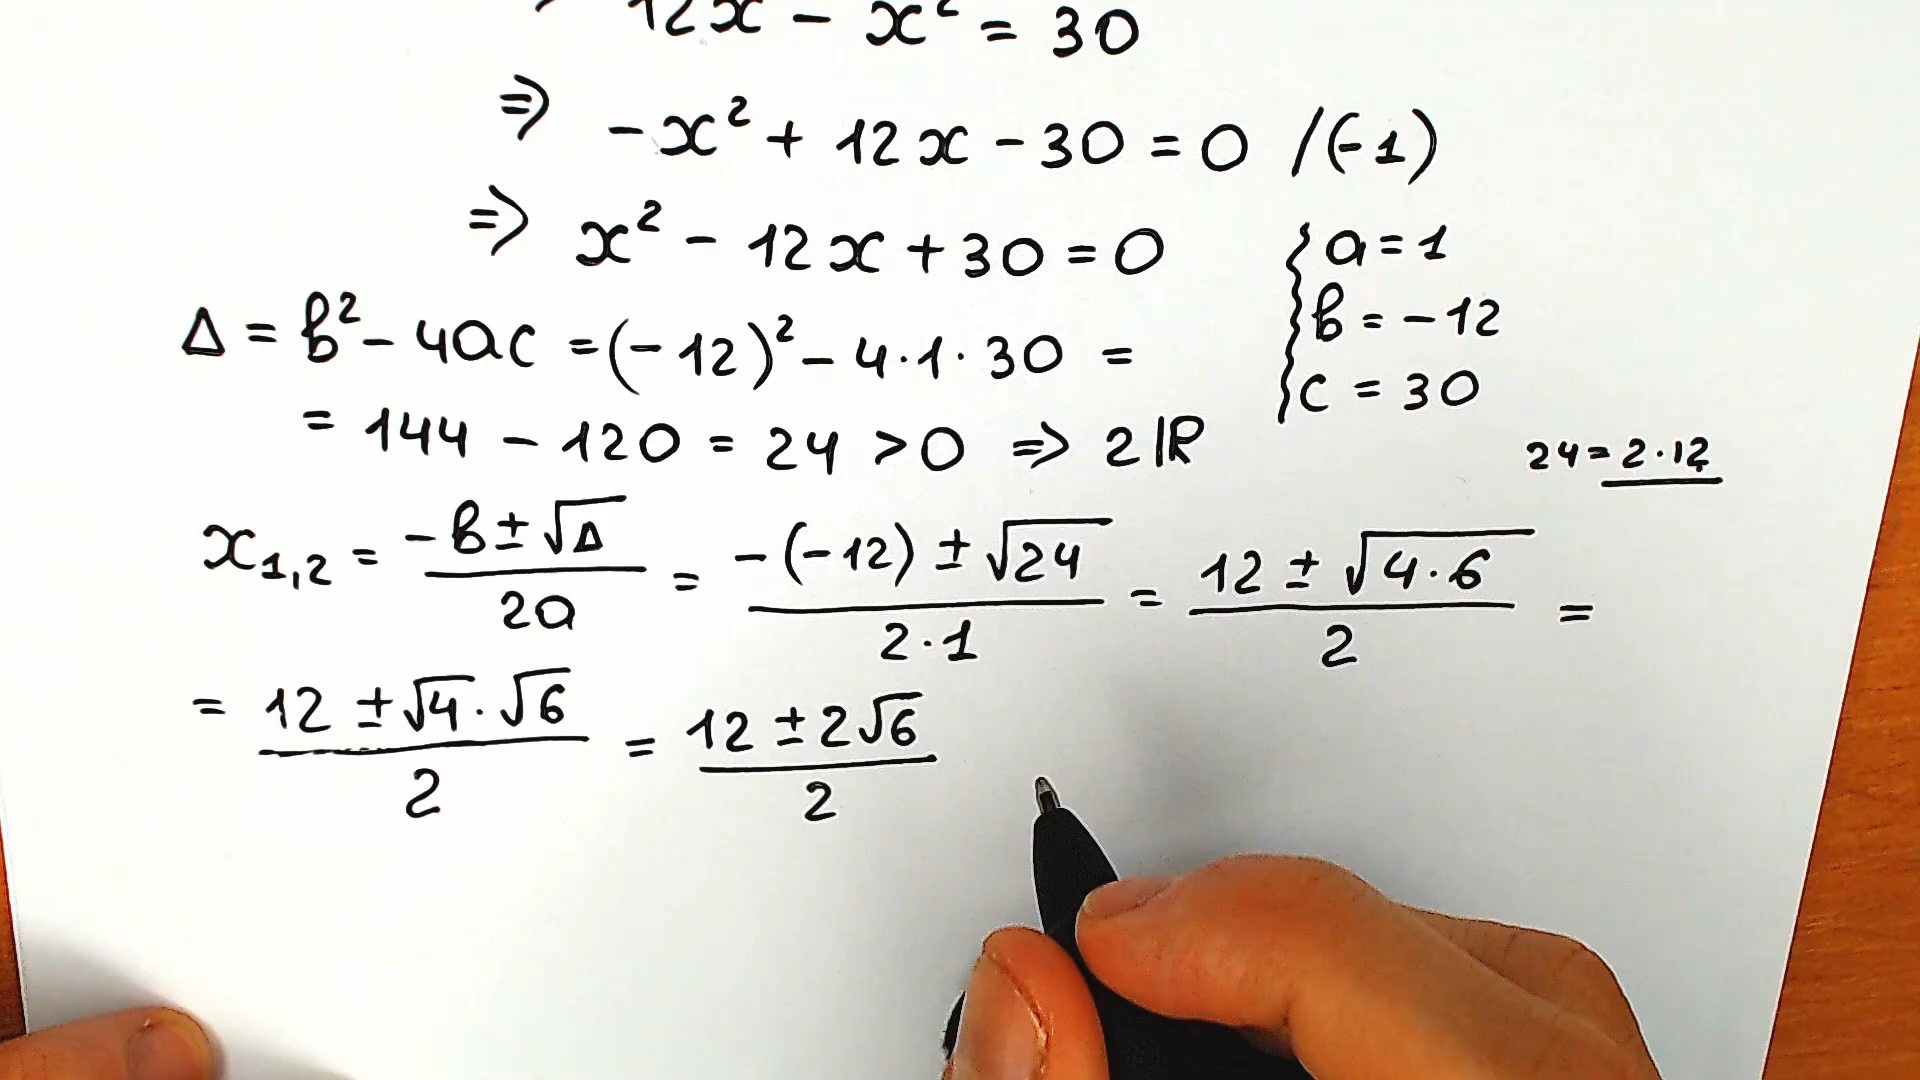 12x - x² = 30
⇒ -x² + 12x - 30 = 0 /(-1)
⇒ x² - 12x + 30 = 0
{ a = 1
b = -12
c = 30
Δ = b² - 4ac = (-12)² - 4·1·30 =
= 144 - 120 = 24 > 0 ⇒ 2 ℝ
24 = 2·12
x₁,₂ = (-b ± √Δ)/(2a) = (-(-12) ± √24)/(2·1) = (12 ± √(4·6))/2 =
= (12 ± √4·√6)/2 = (12 ± 2√6)/2